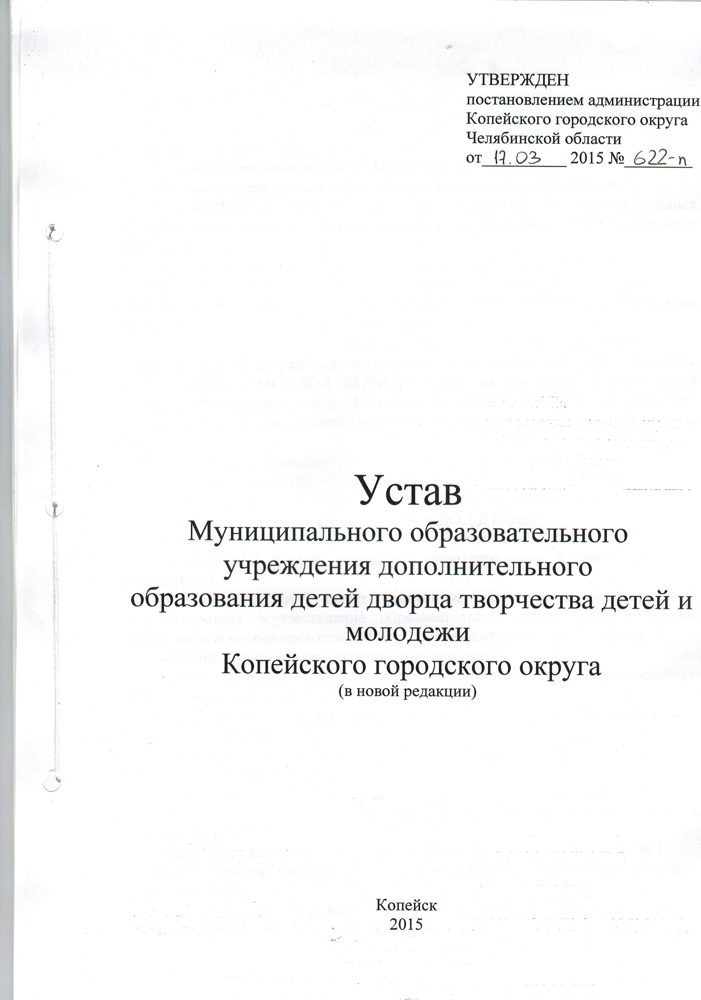 УТВЕРЖДЕН
постановлением администрации
Копейского городского округа
Челябинской области
от 17.03 2015 № 622-п
Устав
Муниципального образовательного
учреждения дополнительного
образования детей дворца творчества детей и
молодежи
Копейского городского округа
(в новой редакции)
Копейск
2015